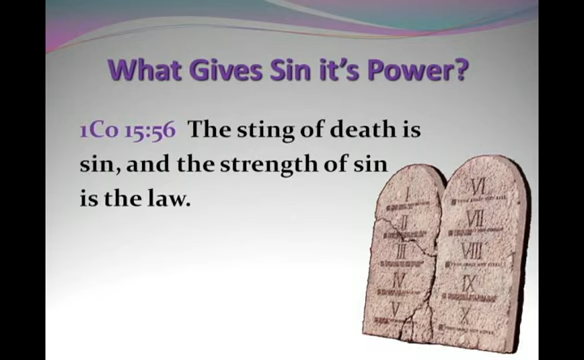 What Gives Sin it's Power?
1Co 15:56 The sting of death is
sin, and the strength of sin
is the law.
I
II
III
IV
V
VI
VII
VIII
IX
X